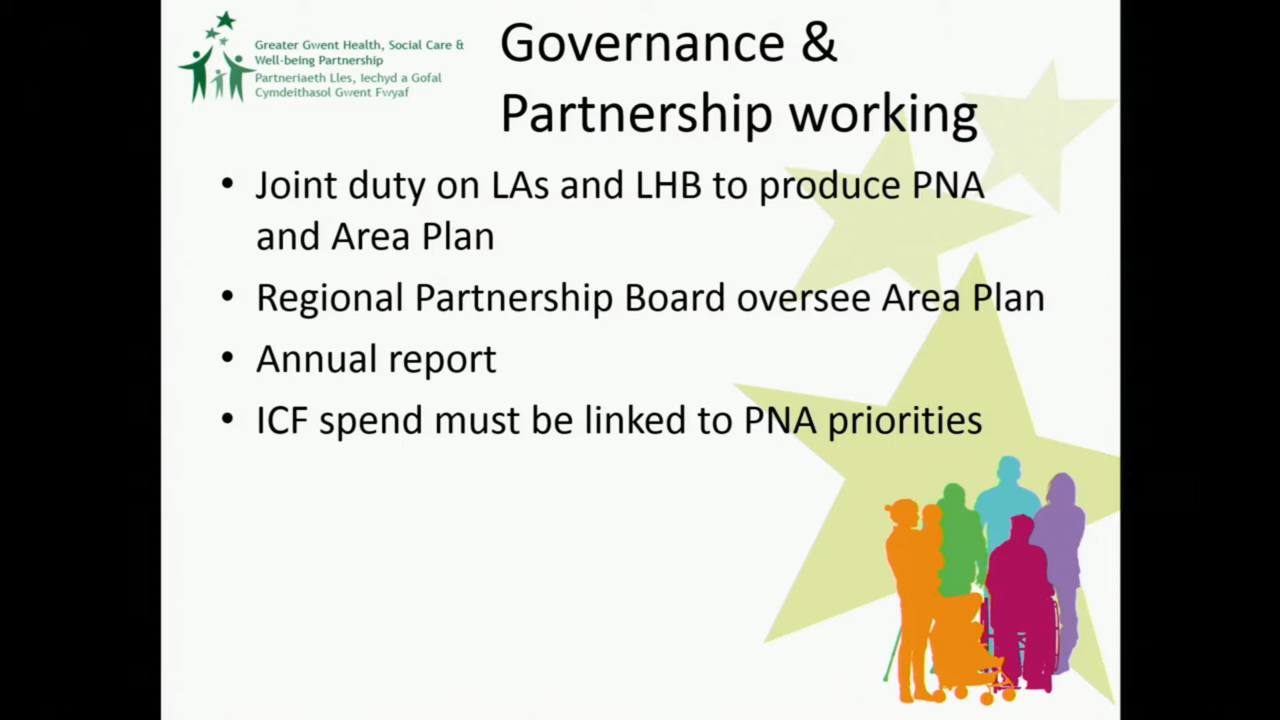 Greater Gwent Health, Social Care &
Well-being Partnership
Partneriaeth Lles, Iechyd a Gofal
Cymdeithasol Gwent Fwyaf
Governance &
Partnership working
• Joint duty on LAs and LHB to produce PNA
and Area Plan
• Regional Partnership Board oversee Area Plan
• Annual report
• ICF spend must be linked to PNA priorities